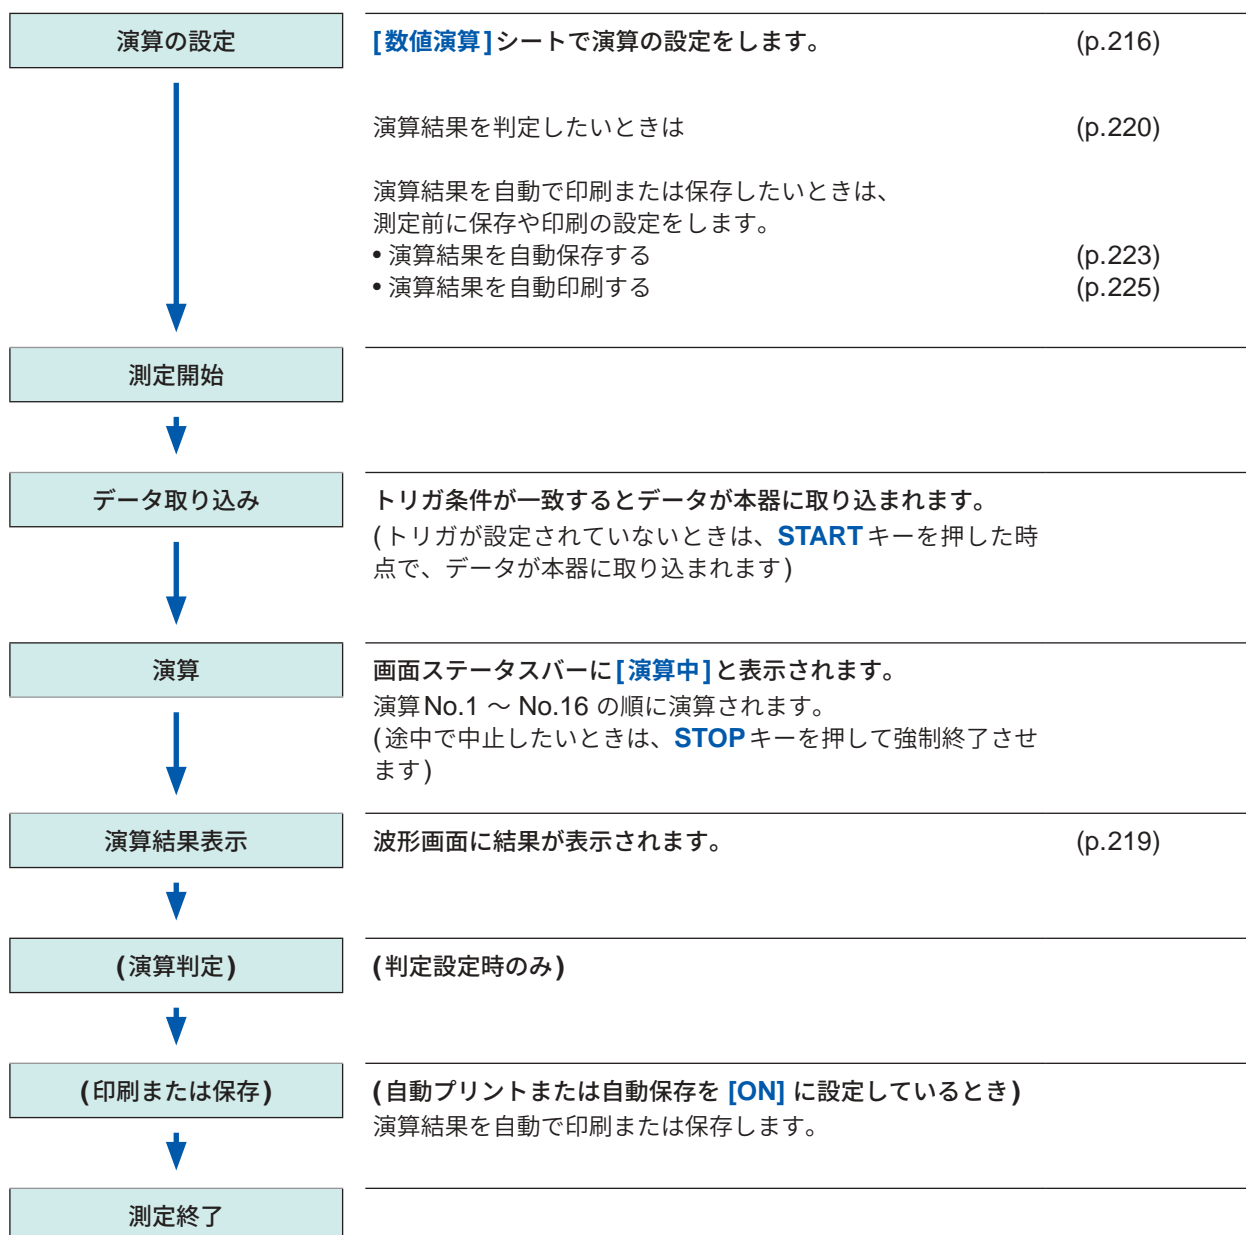 演算の設定
[数値演算]シートで演算の設定をします。 (p.216)
演算結果を判定したいときは (p.220)
演算結果を自動で印刷または保存したいときは、
測定前に保存や印刷の設定をします。
• 演算結果を自動保存する (p.223)
• 演算結果を自動印刷する (p.225)
測定開始
データ取り込み
トリガ条件が一致するとデータが本器に取り込まれます。
(トリガが設定されていないときは、STARTキーを押した時
点で、データが本器に取り込まれます)
演算
画面ステータスバーに[演算中]と表示されます。
演算No.1 ～ No.16 の順に演算されます。
(途中で中止したいときは、STOPキーを押して強制終了させ
ます)
演算結果表示
波形画面に結果が表示されます。 (p.219)
(演算判定)
(判定設定時のみ)
(印刷または保存)
(自動プリントまたは自動保存を [ON] に設定しているとき)
演算結果を自動で印刷または保存します。
測定終了